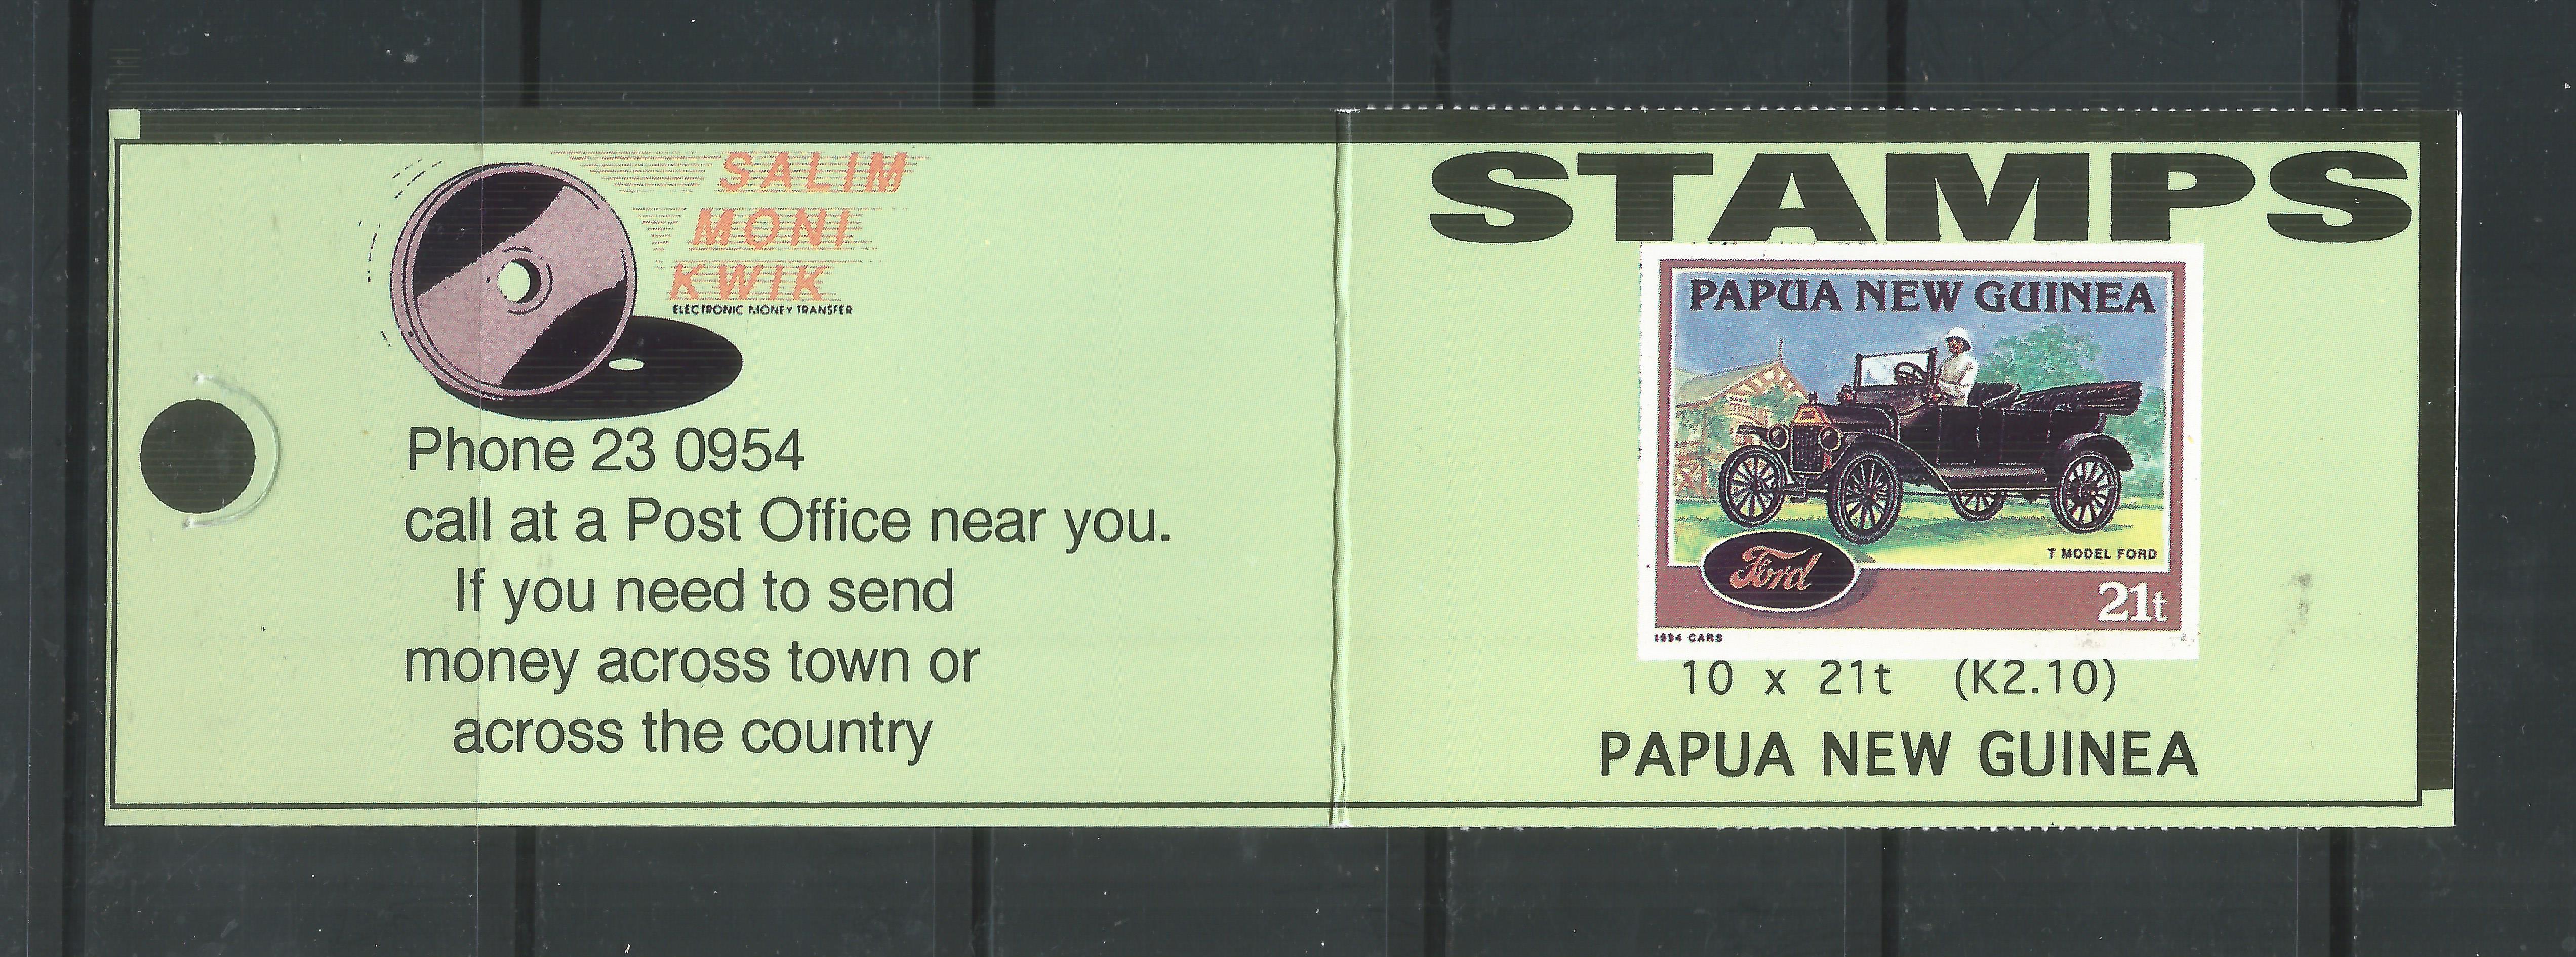 SALIM
MONI
KWIK
ELECTRONIC MONEY TRANSFER
Phone 23 0954
call at a Post Office near you.
If you need to send
money across town or
across the country
STAMPS
PAPUA NEW GUINEA
T MODEL FORD
Ford
21t
1994 CARS
10 x 21t (K2.10)
PAPUA NEW GUINEA